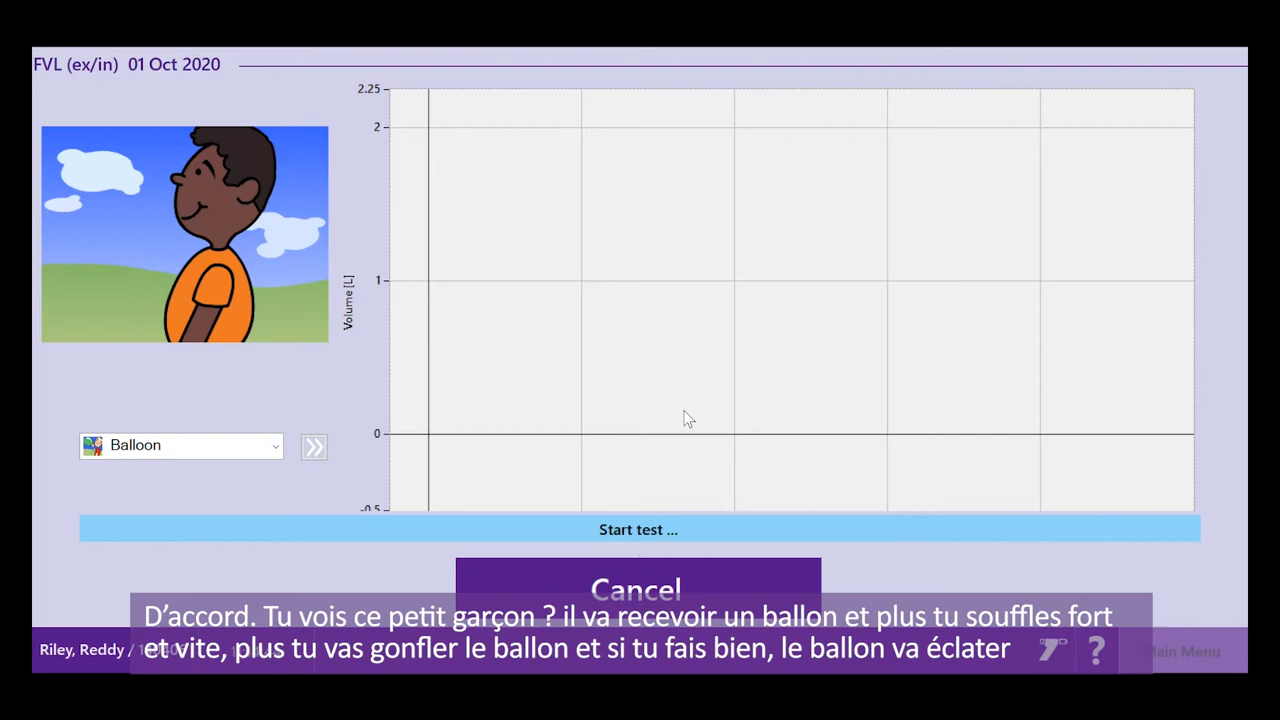 FVL (ex/in) 01 Oct 2020
2.25
2
1
0
-0.5
Volume [L]
Balloon
Start test ...
Cancel
D'accord. Tu vois ce petit garçon ? il va recevoir un ballon et plus tu souffles fort
et vite, plus tu vas gonfler le ballon et si tu fais bien, le ballon va éclater
Riley, Reddy /
?
Main Menu